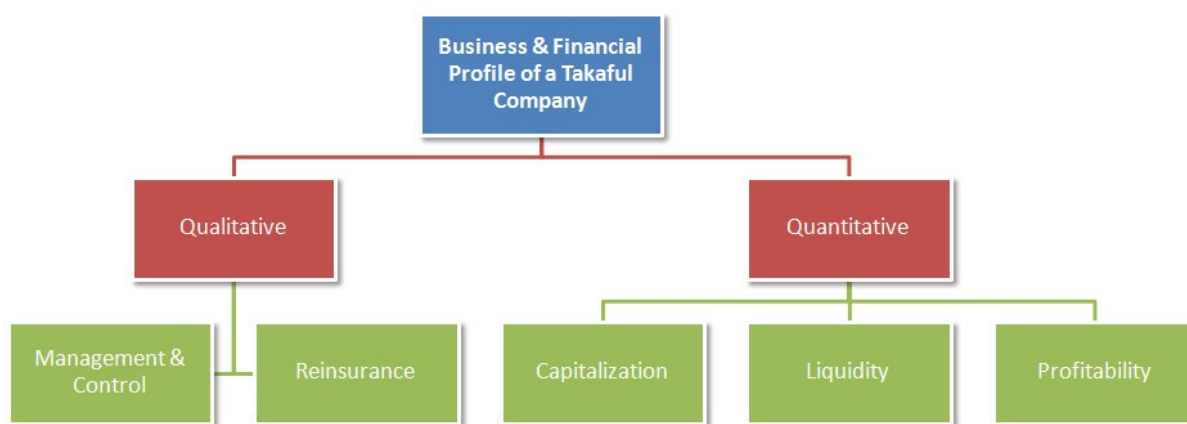 Business & Financial
Profile of a Takaful
Company
Qualitative
Quantitative
Management &
Control
Reinsurance
Capitalization
Liquidity
Profitability